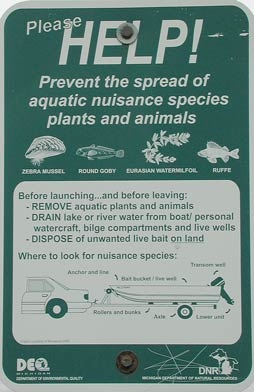 Please
HELP!
Prevent the spread of
aquatic nuisance species
plants and animals
ZEBRA MUSSEL ROUND GOBY EURASIAN WATERMILFOIL RUFFE
Before launching...and before leaving:
- REMOVE aquatic plants and animals
- DRAIN lake or river water from boat/ personal
watercraft, bilge compartments and live wells
- DISPOSE of unwanted live bait on land
Where to look for nuisance species:
Transom well
Anchor and line
Bait bucket / live well
Rollers and bunks
Axle
Lower unit
DEQ
MICHIGAN
DEPARTMENT OF ENVIRONMENTAL QUALITY
DNR
MICHIGAN DEPARTMENT OF NATURAL RESOURCES